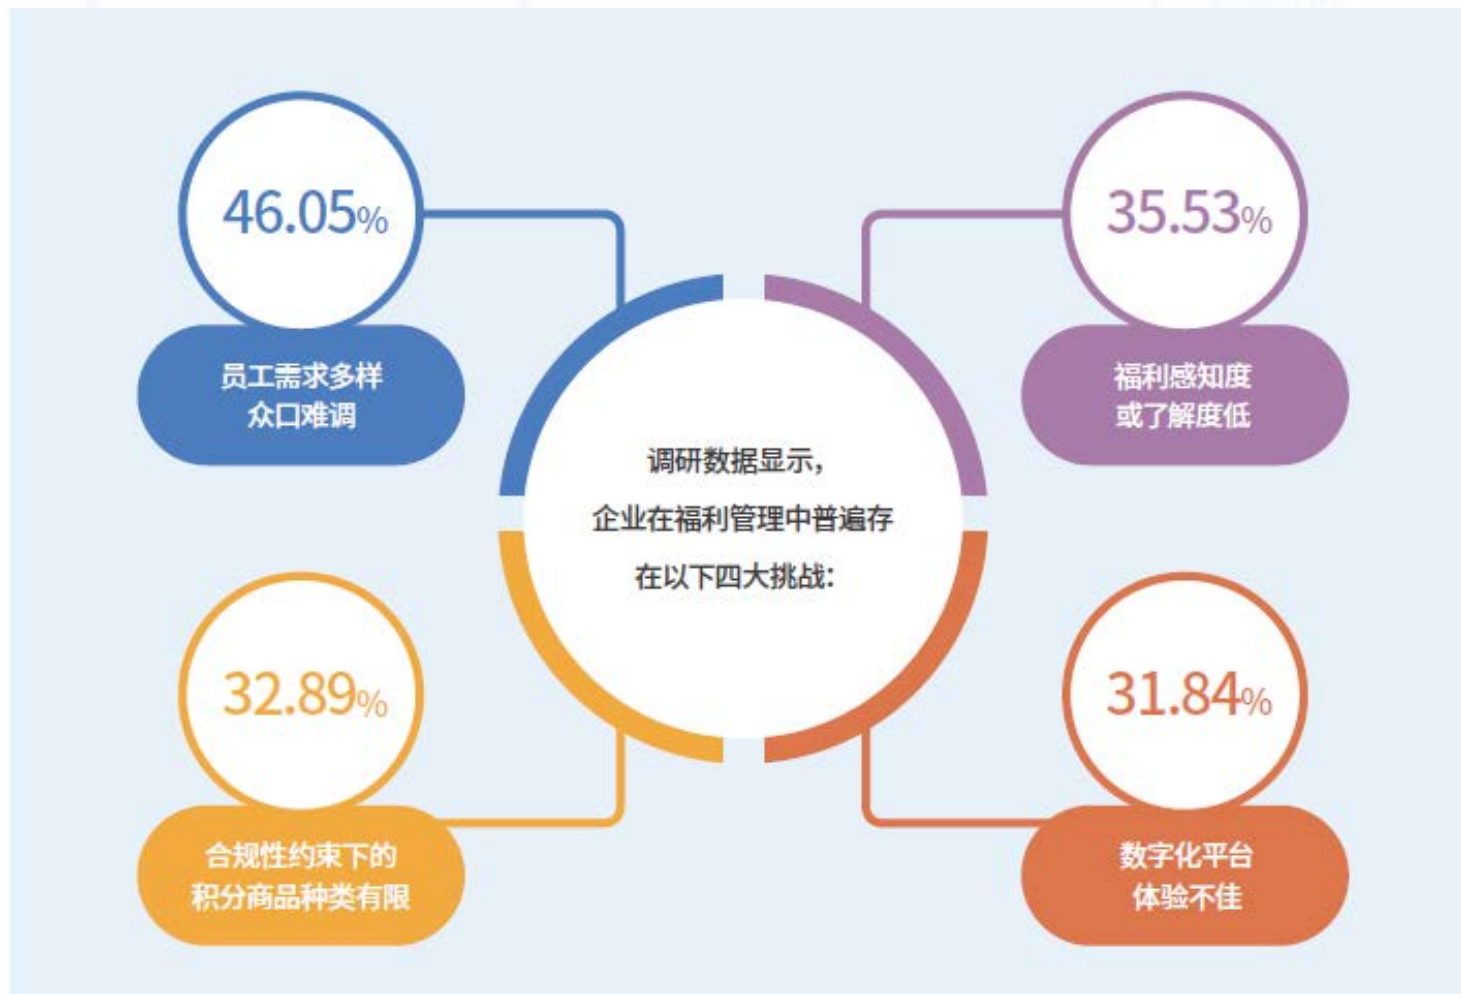 46.05%
员工需求多样
众口难调
35.53%
福利感知度
或了解度低
调研数据显示，
企业在福利管理中普遍存
在以下四大挑战：
32.89%
合规性约束下的
积分商品种类有限
31.84%
数字化平台
体验不佳